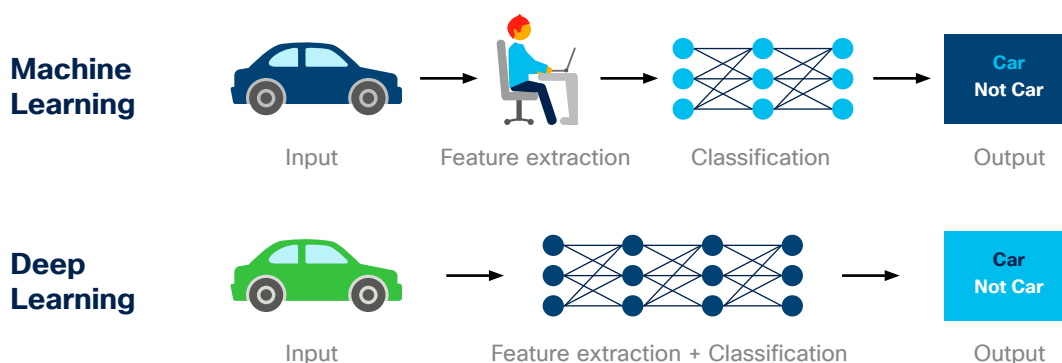 Machine
Learning
Car
Not Car
Input
Feature extraction
Classification
Output
Deep
Learning
Car
Not Car
Input
Feature extraction + Classification
Output